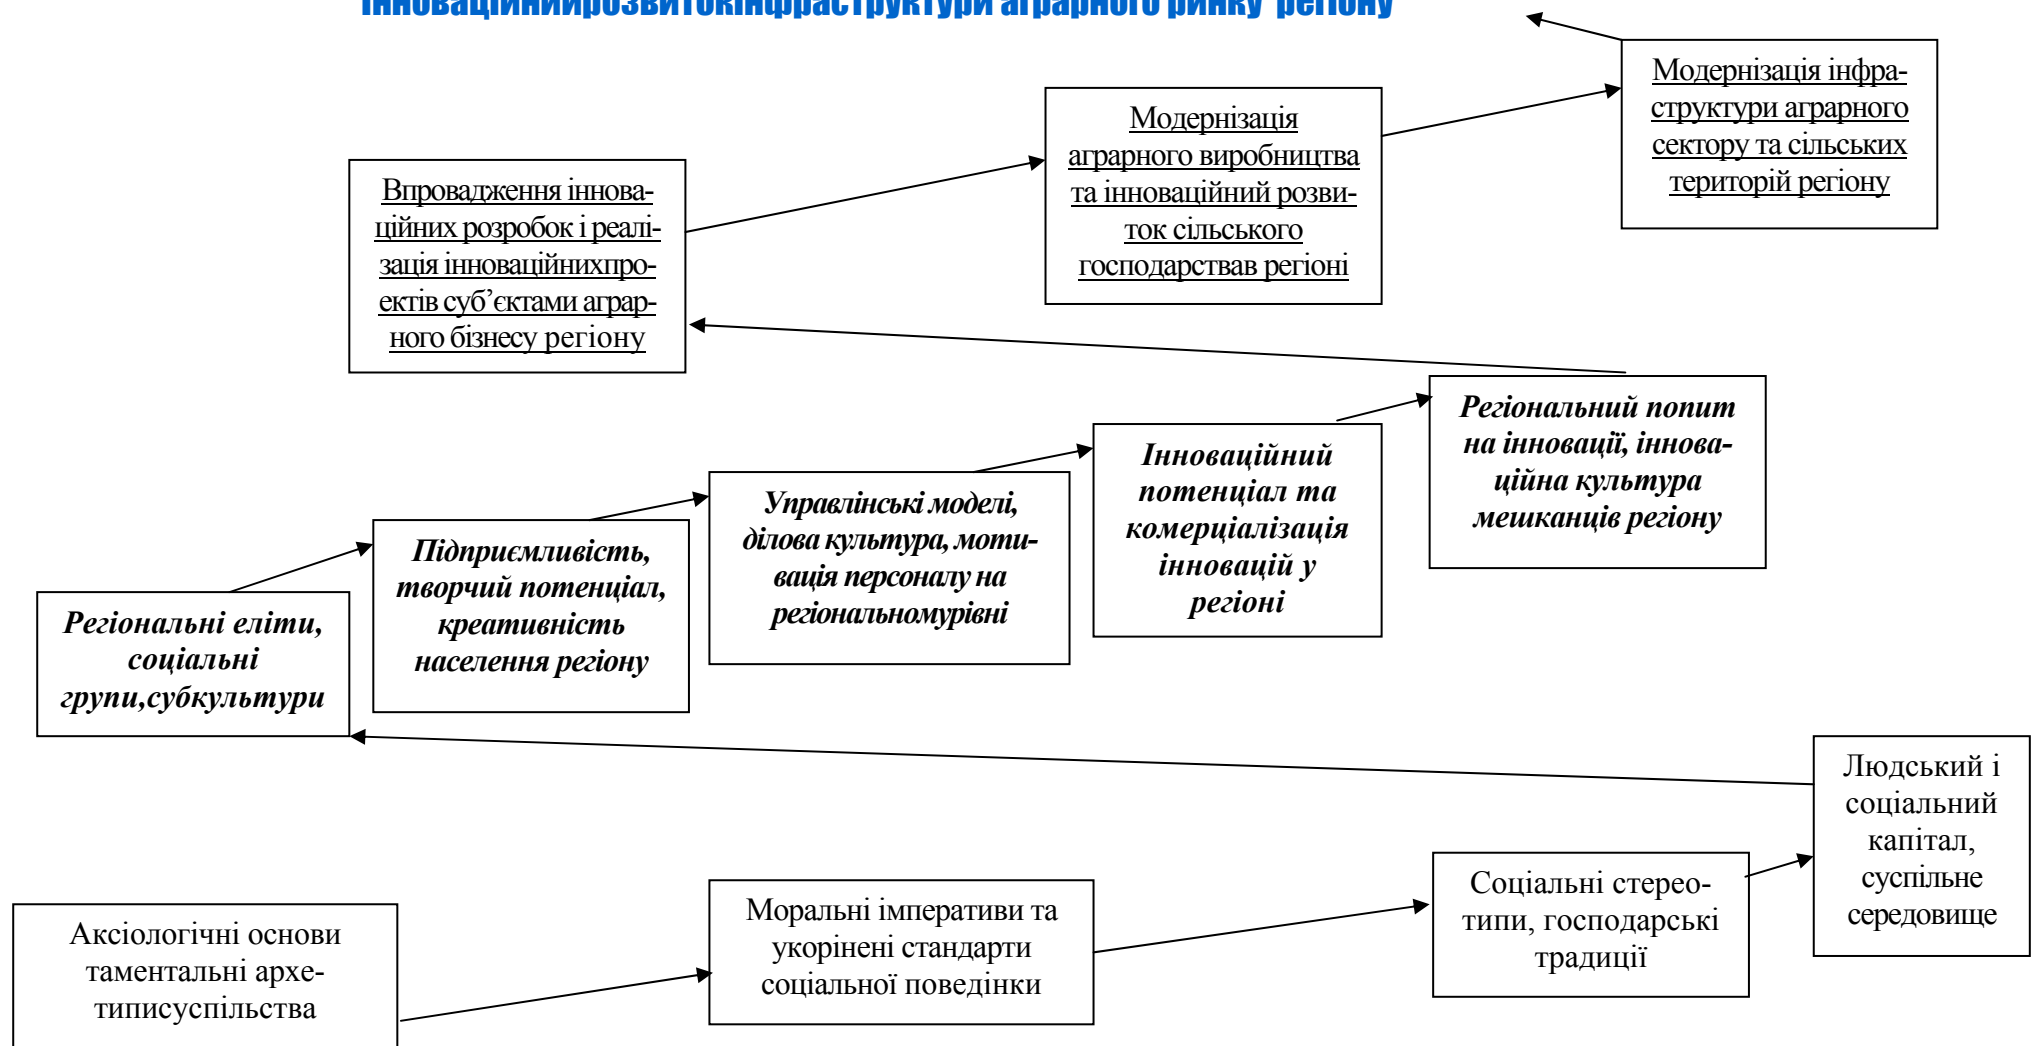 Інноваційнийрозвитокінфраструктури аграрного ринку регіону
Модернізація інфра-
структури аграрного
сектору та сільських
територій регіону
Модернізація
аграрного виробництва
та інноваційний розви-
ток сільського
господарствав регіоні
Впровадження іннова-
ційних розробок і реалі-
зація інноваційнихпро-
ектів суб’єктами аграр-
ного бізнесу регіону
Регіональний попит
на інновації, іннова-
ційна культура
мешканців регіону
Інноваційний
потенціал та
комерціалізація
інновацій у
регіоні
Управлінські моделі,
ділова культура, моти-
вація персоналу на
регіональномурівні
Підприємливість,
творчий потенціал,
креативність
населення регіону
Регіональні еліти,
соціальні
групи,субкультури
Людський і
соціальний
капітал,
суспільне
середовище
Соціальні стерео-
типи, господарські
традиції
Моральні імперативи та
укорінені стандарти
соціальної поведінки
Аксіологічні основи
таментальні архе-
типисуспільства